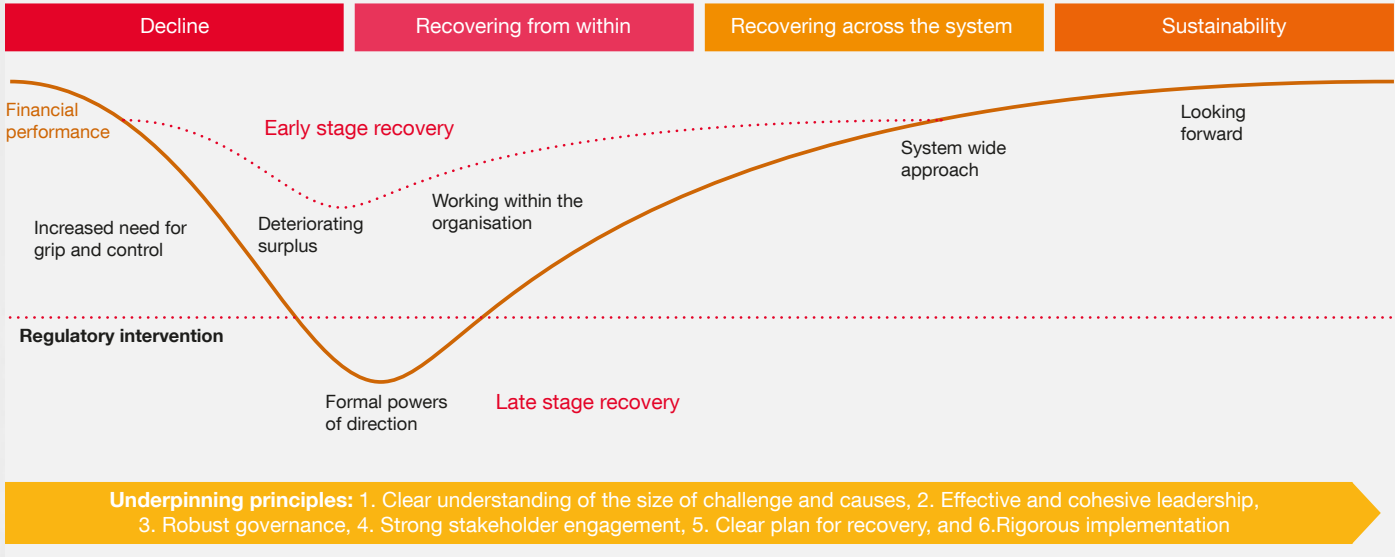 Decline
Recovering from within
Recovering across the system
Sustainability
Financial
performance
Early stage recovery
Looking
forward
System wide
approach
Working within the
organisation
Increased need for
grip and control
Deteriorating
surplus
Regulatory intervention
Formal powers
of direction
Late stage recovery
Underpinning principles: 1. Clear understanding of the size of challenge and causes, 2. Effective and cohesive leadership,
3. Robust governance, 4. Strong stakeholder engagement, 5. Clear plan for recovery, and 6.Rigorous implementation